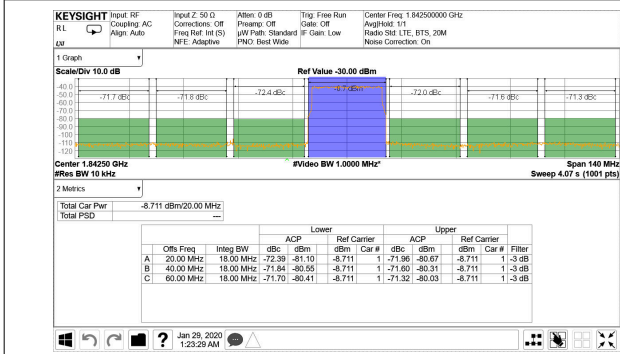 KEYSIGHT Input: RF Input Z: 50 Ω Atten: 0 dB Trig: Free Run Center Freq: 1.842500000 GHz
RL Coupling: AC Corrections: Off Preamp: Off Gate: Off Avg|Hold: 1/1
Align: Auto Freq Ref: Int (S) µW Path: Standard IF Gain: Low Radio Std: LTE, BTS, 20M
LXI NFE: Adaptive PNO: Best Wide Noise Correction: On
1 Graph
Scale/Div 10.0 dB Ref Value -30.00 dBm
-40.0
-50.0
-60.0
-70.0
-80.0
-90.0
-100
-110
-120
-71.7 dBc -71.8 dBc -72.4 dBc -8.7 dBm -72.0 dBc -71.6 dBc -71.3 dBc
Center 1.84250 GHz #Video BW 1.0000 MHz* Span 140 MHz
#Res BW 10 kHz Sweep 4.07 s (1001 pts)
2 Metrics
Total Car Pwr -8.711 dBm/20.00 MHz
Total PSD ---
Lower Upper
ACP Ref Carrier ACP Ref Carrier
Offs Freq Integ BW dBc dBm dBm Car # dBc dBm dBm Car # Filter
A 20.00 MHz 18.00 MHz -72.39 -81.10 -8.711 1 -71.96 -80.67 -8.711 1 -3 dB
B 40.00 MHz 18.00 MHz -71.84 -80.55 -8.711 1 -71.60 -80.31 -8.711 1 -3 dB
C 60.00 MHz 18.00 MHz -71.70 -80.41 -8.711 1 -71.32 -80.03 -8.711 1 -3 dB
? Jan 29, 2020
1:23:29 AM